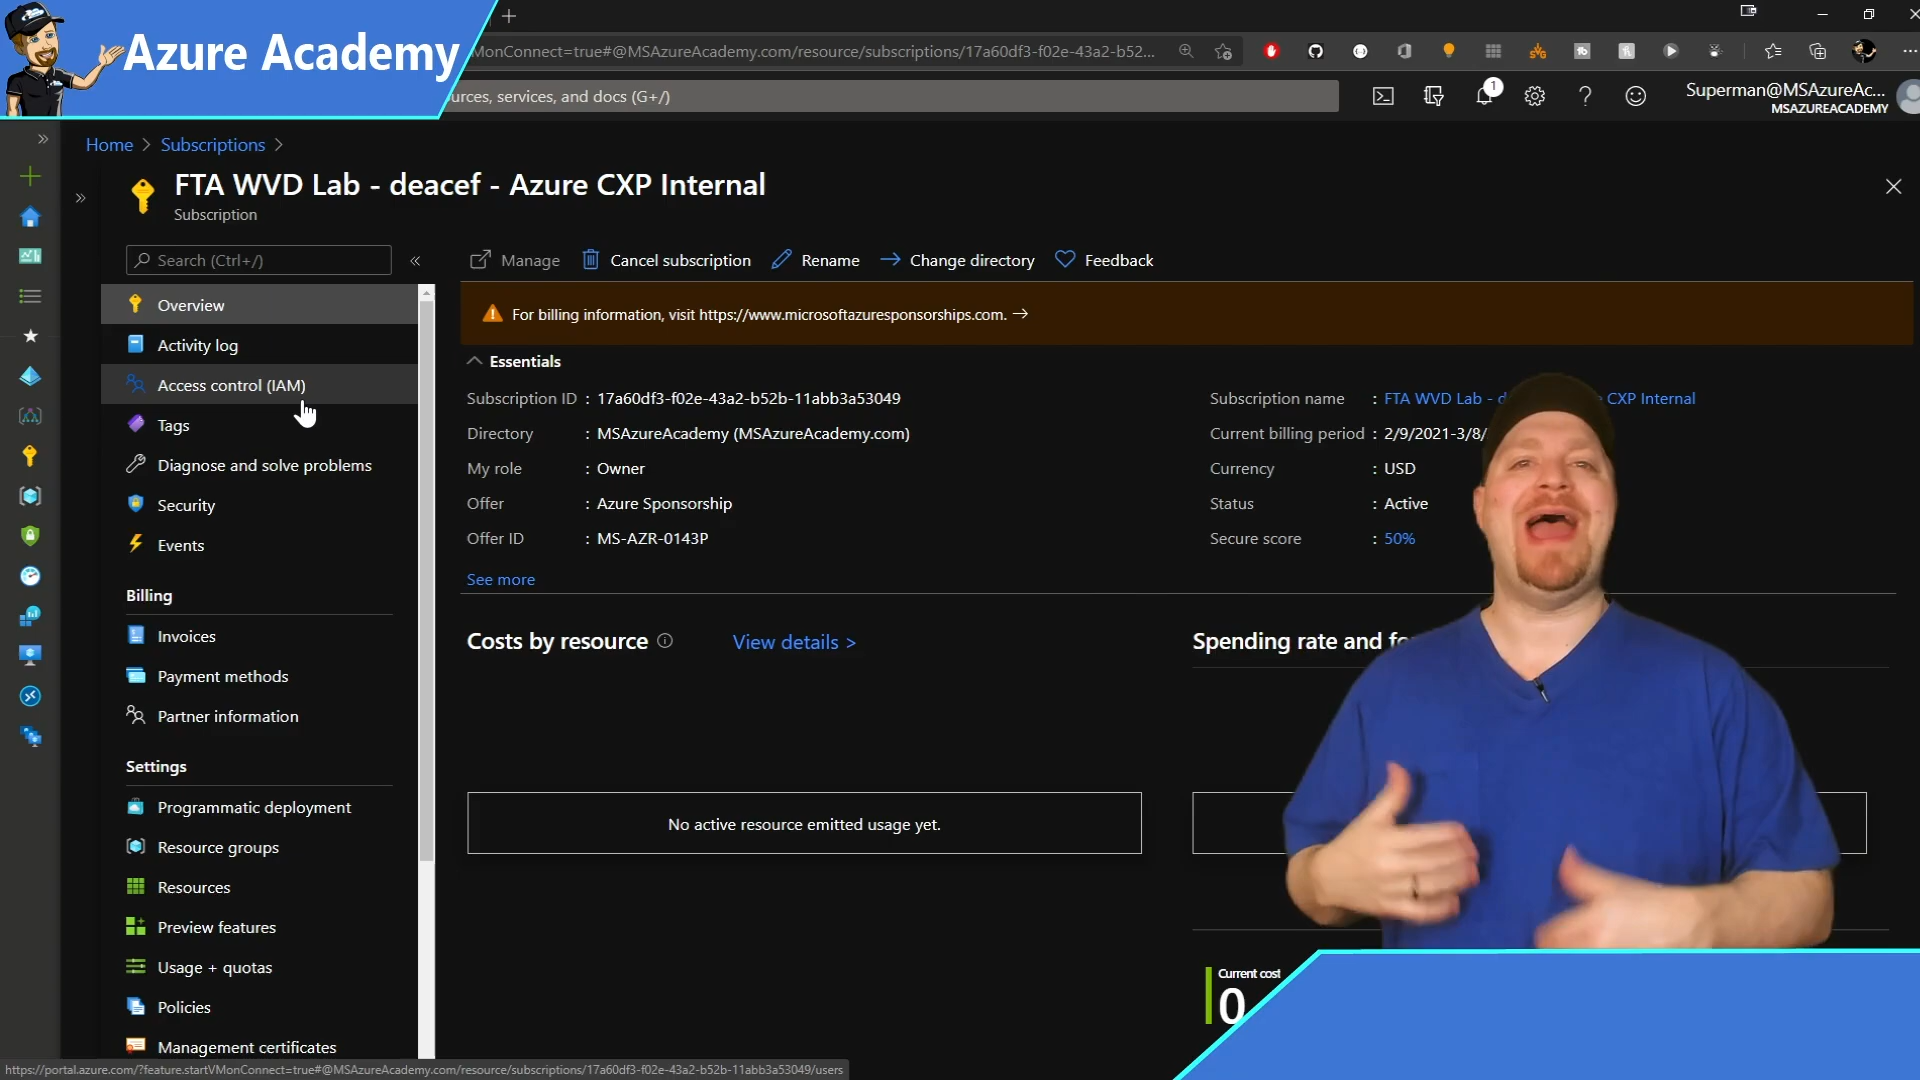 Azure Academy
MonConnect=true#@MSAzureAcademy.com/resource/subscriptions/17a60df3-f02e-43a2-b52...
urces, services, and docs (G+/)
1
Superman@MSAzureAc...
MSAZUREACADEMY
Home > Subscriptions >
FTA WVD Lab - deacef - Azure CXP Internal
Subscription
Search (Ctrl+/)
Manage
Cancel subscription
Rename
Change directory
Feedback
For billing information, visit https://www.microsoftazuresponsorships.com. →
Overview
Activity log
Access control (IAM)
Tags
Diagnose and solve problems
Security
Events
Billing
Invoices
Payment methods
Partner information
Settings
Programmatic deployment
Resource groups
Resources
Preview features
Usage + quotas
Policies
Management certificates
Essentials
Subscription ID : 17a60df3-f02e-43a2-b52b-11abb3a53049
Directory : MSAzureAcademy (MSAzureAcademy.com)
My role : Owner
Offer : Azure Sponsorship
Offer ID : MS-AZR-0143P
See more
Subscription name : FTA WVD Lab - d CXP Internal
Current billing period : 2/9/2021-3/8/
Currency : USD
Status : Active
Secure score : 50%
Costs by resource
View details >
Spending rate and fo
No active resource emitted usage yet.
Current cost
0
https://portal.azure.com/?feature.startVMonConnect=true#@MSAzureAcademy.com/resource/subscriptions/17a60df3-f02e-43a2-b52b-11abb3a53049/users